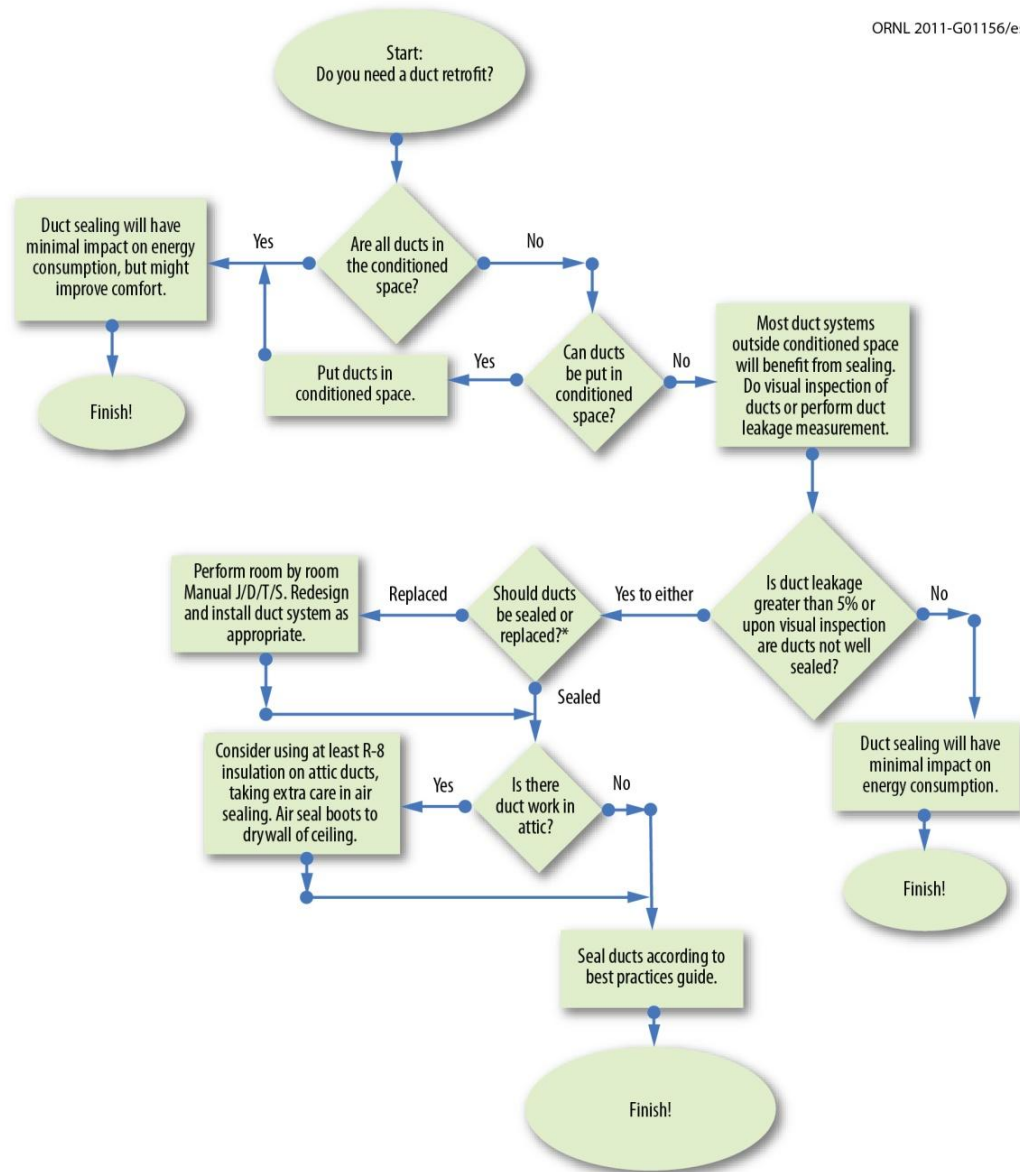 ORNL 2011-G01156/es
Start:
Do you need a duct retrofit?
Are all ducts in
the conditioned
space?
Yes
No
Duct sealing will have
minimal impact on energy
consumption, but might
improve comfort.
Finish!
Can ducts
be put in
conditioned
space?
Yes
No
Put ducts in
conditioned space.
Most duct systems
outside conditioned space
will benefit from sealing.
Do visual inspection of
ducts or perform duct
leakage measurement.
Is duct leakage
greater than 5% or
upon visual inspection
are ducts not well
sealed?
Yes to either
No
Should ducts
be sealed or
replaced?*
Replaced
Sealed
Perform room by room
Manual J/D/T/S. Redesign
and install duct system as
appropriate.
Duct sealing will have
minimal impact on
energy consumption.
Finish!
Is there
duct work in
attic?
Yes
No
Consider using at least R-8
insulation on attic ducts,
taking extra care in air
sealing. Air seal boots to
drywall of ceiling.
Seal ducts according to
best practices guide.
Finish!